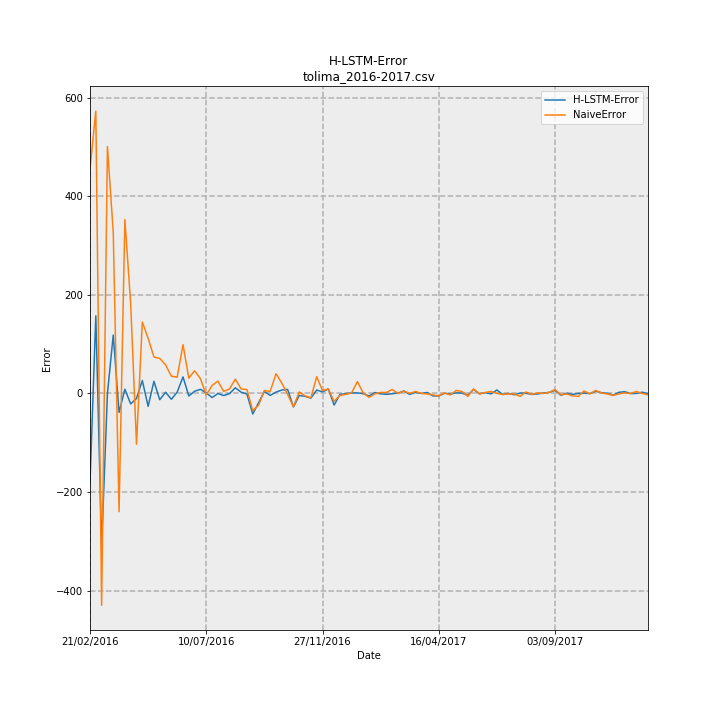 H-LSTM-Error
tolima_2016-2017.csv
H-LSTM-Error
NaiveError
Error
600
400
200
0
−200
−400
21/02/2016
10/07/2016
27/11/2016
16/04/2017
03/09/2017
Date